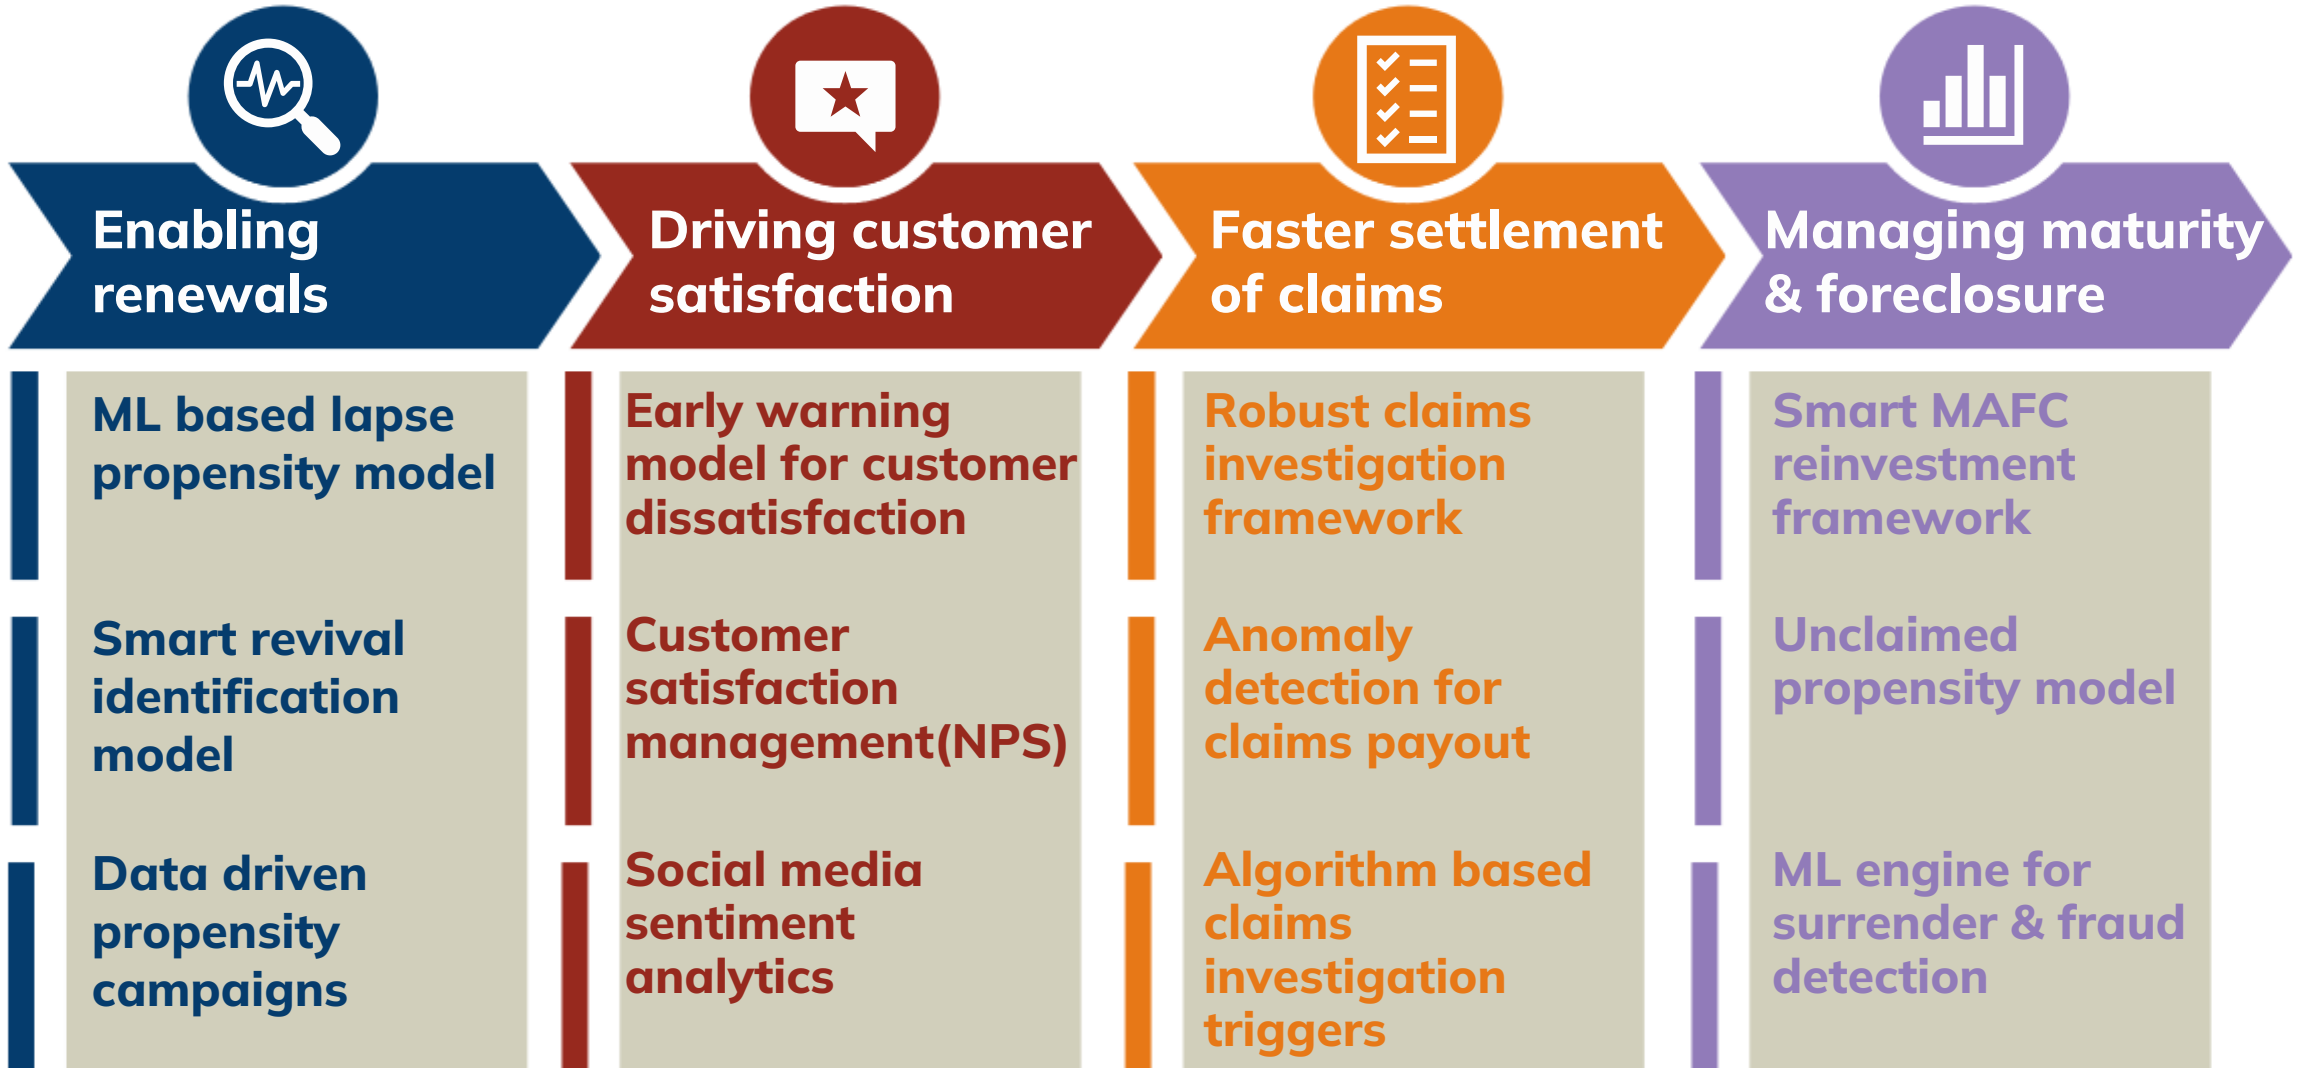 Enabling
renewals
Driving customer
satisfaction
Faster settlement
of claims
Managing maturity
& foreclosure
ML based lapse
propensity model
Smart revival
identification
model
Data driven
propensity
campaigns
Early warning
model for customer
dissatisfaction
Customer
satisfaction
management(NPS)
Social media
sentiment
analytics
Robust claims
investigation
framework
Anomaly
detection for
claims payout
Algorithm based
claims
investigation
triggers
Smart MAFC
reinvestment
framework
Unclaimed
propensity model
ML engine for
surrender & fraud
detection